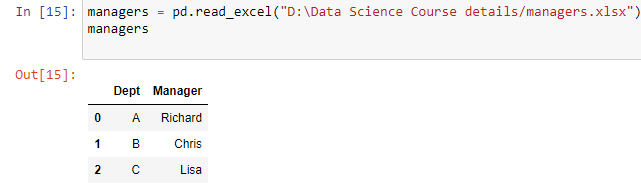 In [15]: managers = pd.read_excel("D:\Data Science Course details/managers.xlsx")
managers
Out[15]:
Dept Manager
0 A Richard
1 B Chris
2 C Lisa